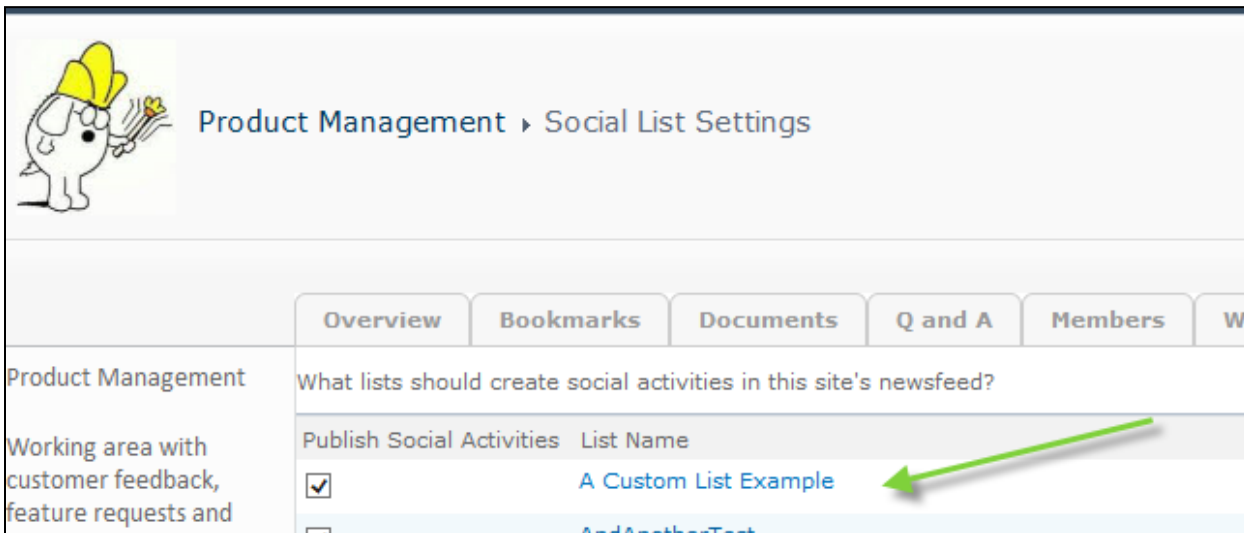 Product Management ▸ Social List Settings
Overview Bookmarks Documents Q and A Members W
Product Management
What lists should create social activities in this site's newsfeed?
Working area with
customer feedback,
feature requests and
Publish Social Activities List Name
A Custom List Example
AndAnotherTest